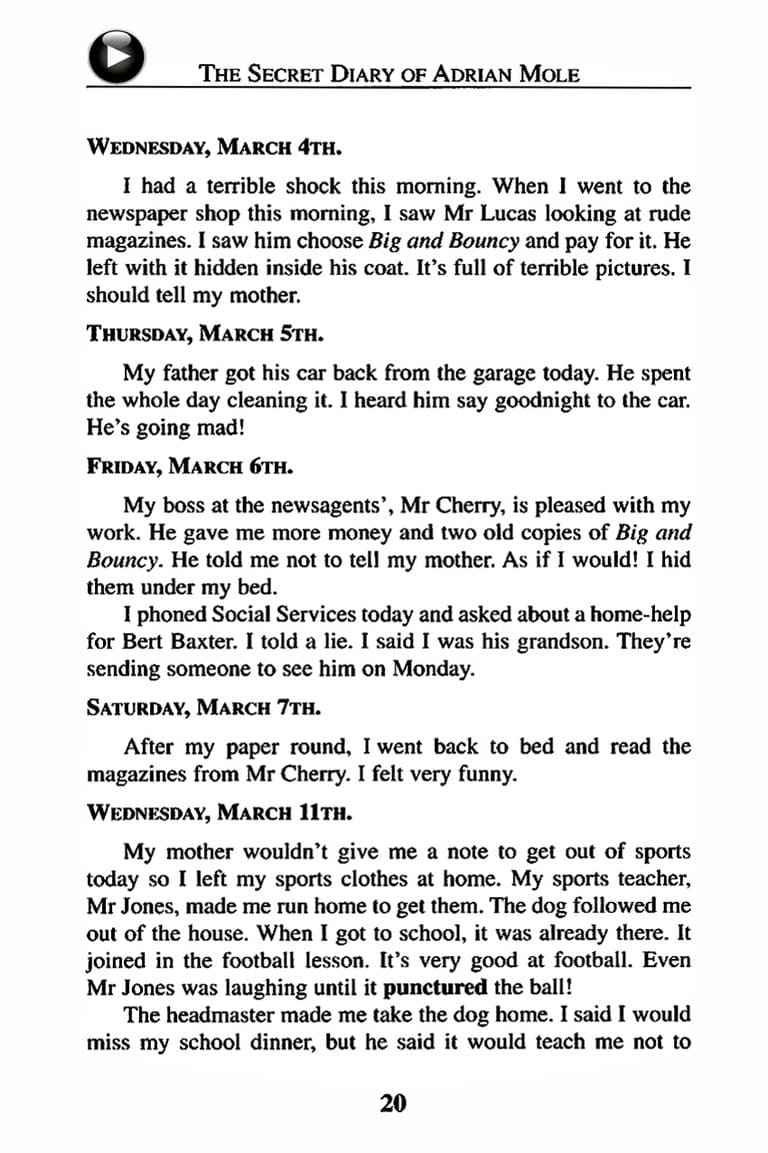 THE SECRET DIARY OF ADRIAN MOLE
WEDNESDAY, MARCH 4TH.
I had a terrible shock this morning. When I went to the
newspaper shop this morning, I saw Mr Lucas looking at rude
magazines. I saw him choose Big and Bouncy and pay for it. He
left with it hidden inside his coat. It's full of terrible pictures. I
should tell my mother.
THURSDAY, MARCH 5TH.
My father got his car back from the garage today. He spent
the whole day cleaning it. I heard him say goodnight to the car.
He's going mad!
FRIDAY, MARCH 6TH.
My boss at the newsagents', Mr Cherry, is pleased with my
work. He gave me more money and two old copies of Big and
Bouncy. He told me not to tell my mother. As if I would! I hid
them under my bed.
I phoned Social Services today and asked about a home-help
for Bert Baxter. I told a lie. I said I was his grandson. They're
sending someone to see him on Monday.
SATURDAY, MARCH 7TH.
After my paper round, I went back to bed and read the
magazines from Mr Cherry. I felt very funny.
WEDNESDAY, MARCH 11TH.
My mother wouldn't give me a note to get out of sports
today so I left my sports clothes at home. My sports teacher,
Mr Jones, made me run home to get them. The dog followed me
out of the house. When I got to school, it was already there. It
joined in the football lesson. It's very good at football. Even
Mr Jones was laughing until it punctured the ball!
The headmaster made me take the dog home. I said I would
miss my school dinner, but he said it would teach me not to
20